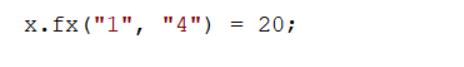 x.fx("1", "4") = 20;